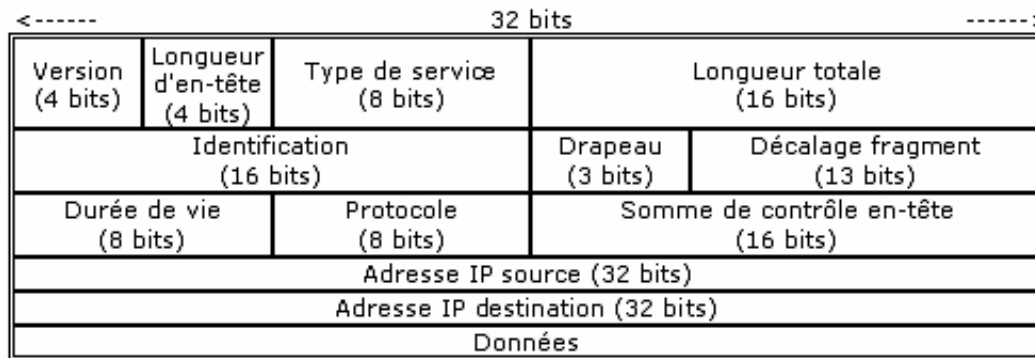 <------ 32 bits ------>
Version (4 bits)
Longueur d'en-tête (4 bits)
Type de service (8 bits)
Longueur totale (16 bits)
Identification (16 bits)
Drapeau (3 bits)
Décalage fragment (13 bits)
Durée de vie (8 bits)
Protocole (8 bits)
Somme de contrôle en-tête (16 bits)
Adresse IP source (32 bits)
Adresse IP destination (32 bits)
Données